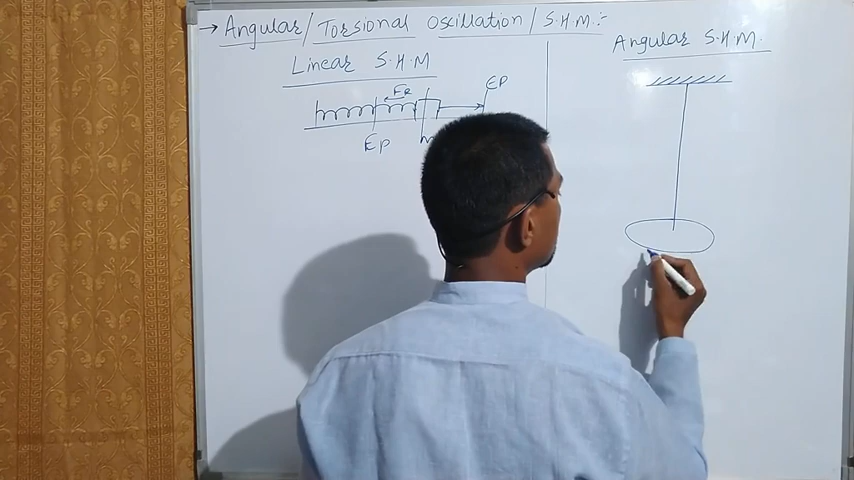 → Angular/Torsional Oscillation/S.H.M:-
Linear S.H.M
Angular S.H.M.
EP
FR
EP
m